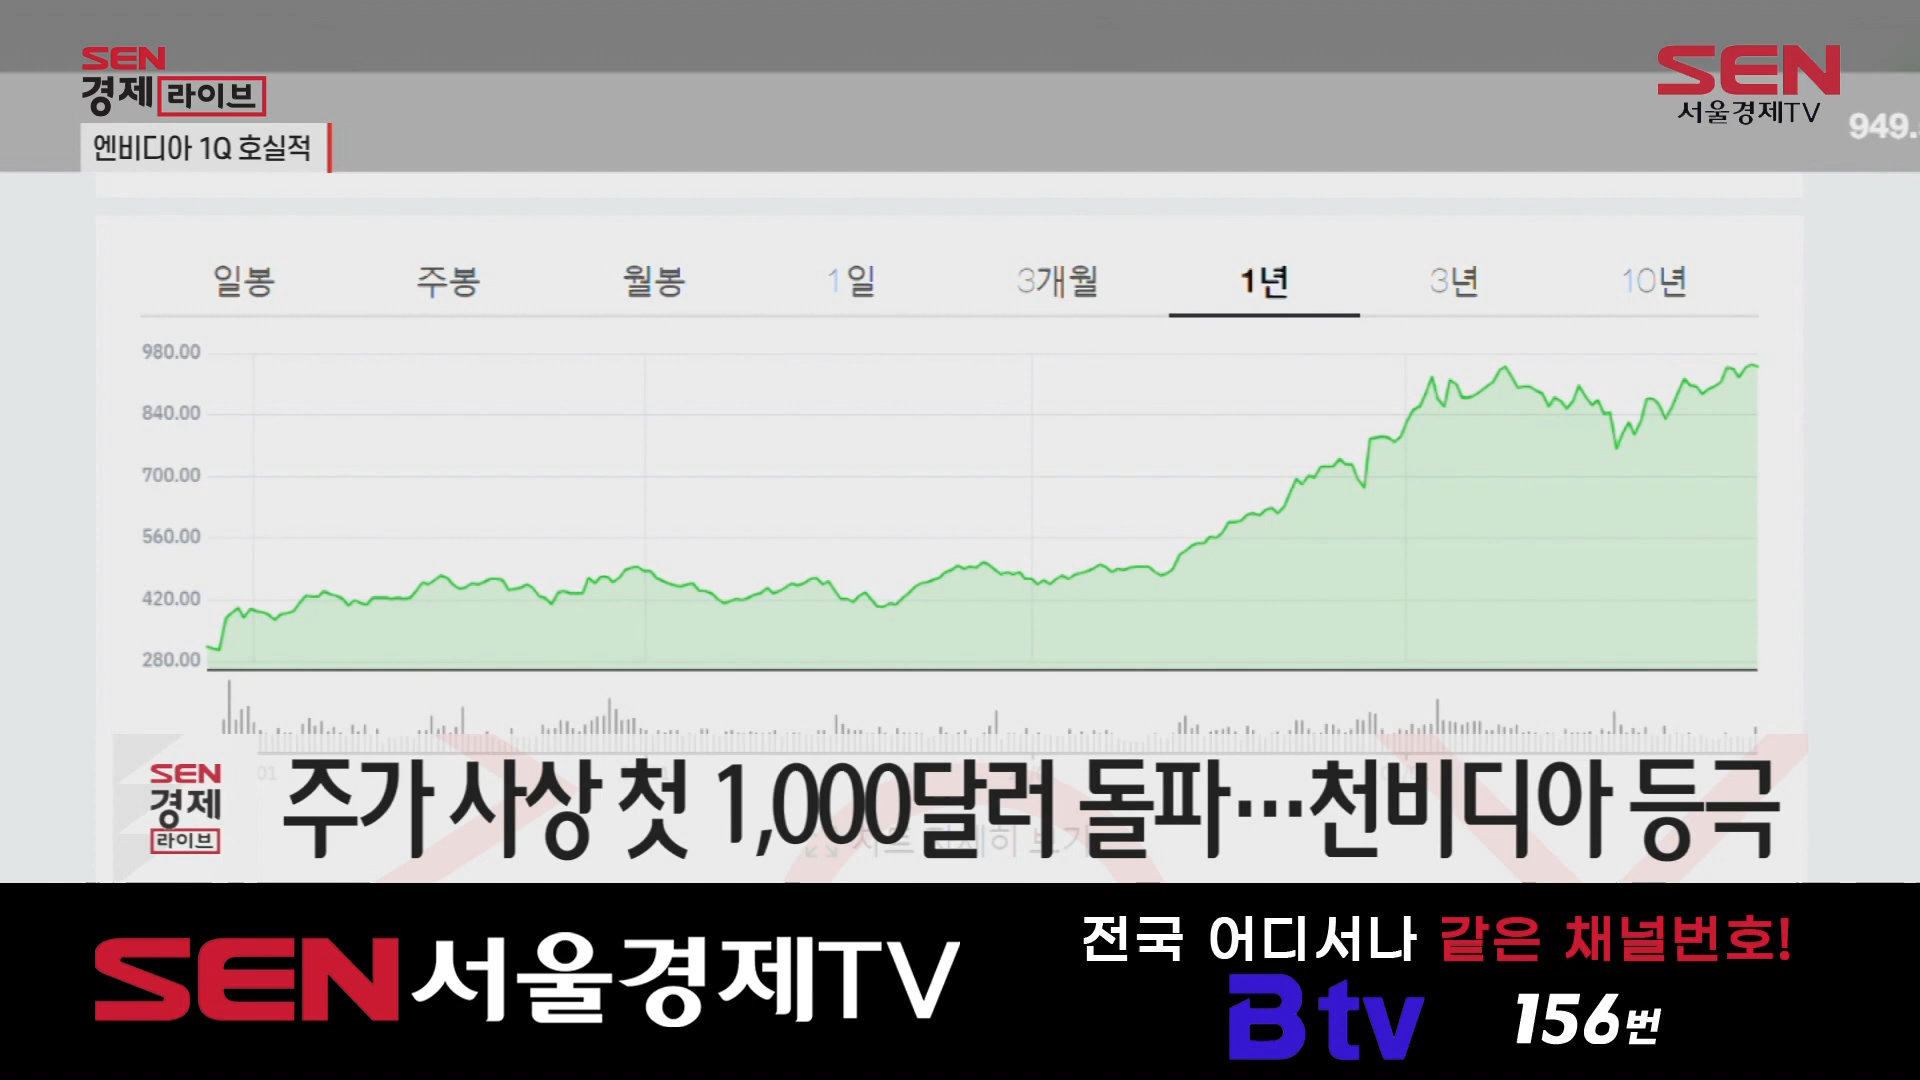 SEN
경제 라이브
SEN
서울경제TV
949.
엔비디아 1Q 호실적
일봉 주봉 월봉 1일 3개월 1년 3년 10년
980.00
840.00
700.00
560.00
420.00
280.00
01
SEN
경제
라이브
주가 사상 첫 1,000달러 돌파…천비디아 등극
SEN 서울경제TV
전국 어디서나 같은 채널번호!
B tv 156번